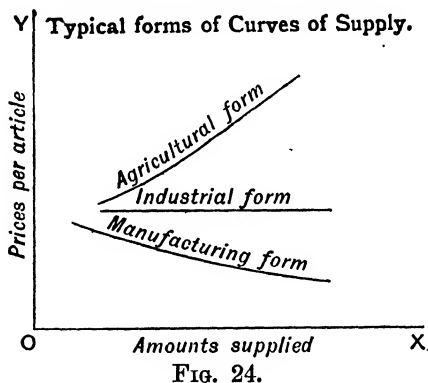 Y Typical forms of Curves of Supply.
Prices per article
Agricultural form
Industrial form
Manufacturing form
O Amounts supplied X
FIG. 24.